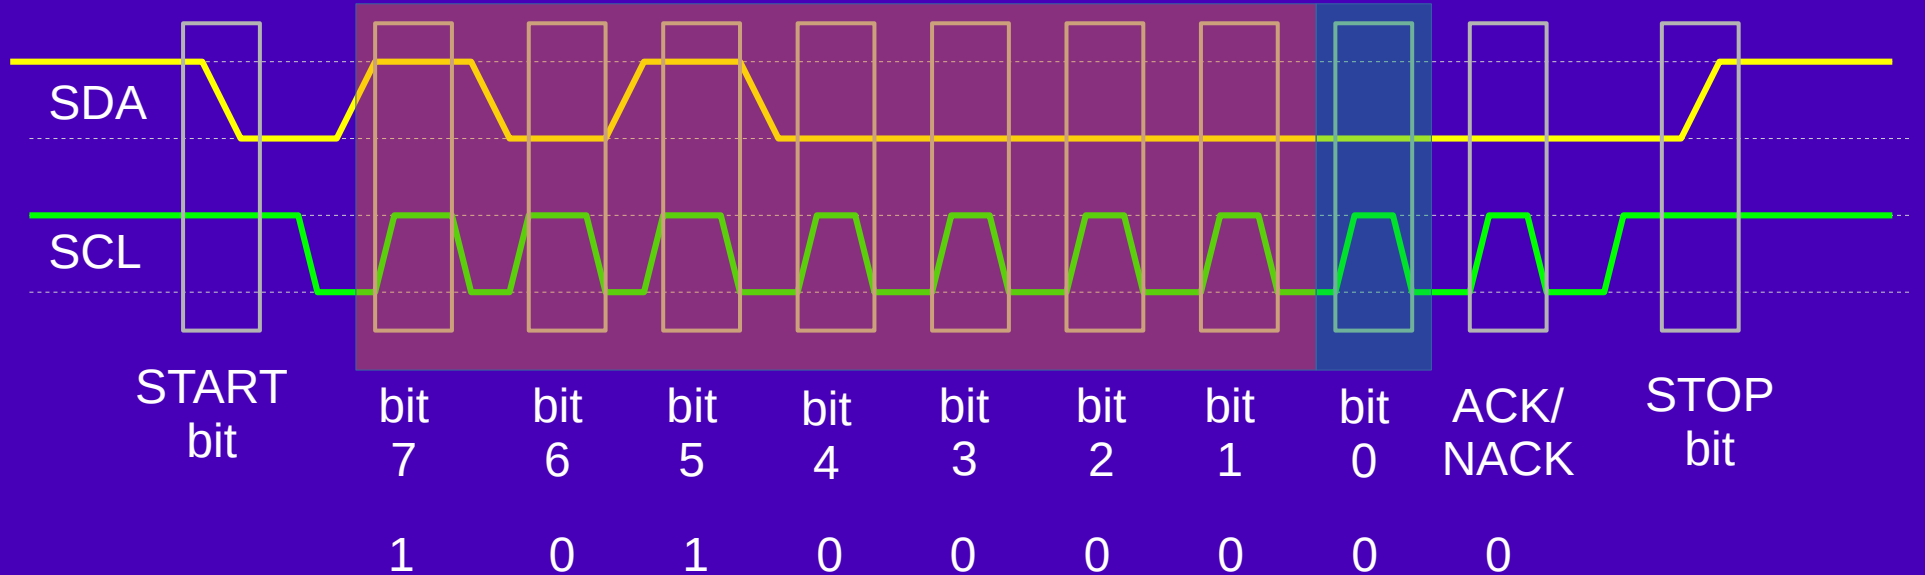 SDA
SCL
START
bit
bit
7
bit
6
bit
5
bit
4
bit
3
bit
2
bit
1
bit
0
ACK/
NACK
STOP
bit
1 0 1 0 0 0 0 0 0